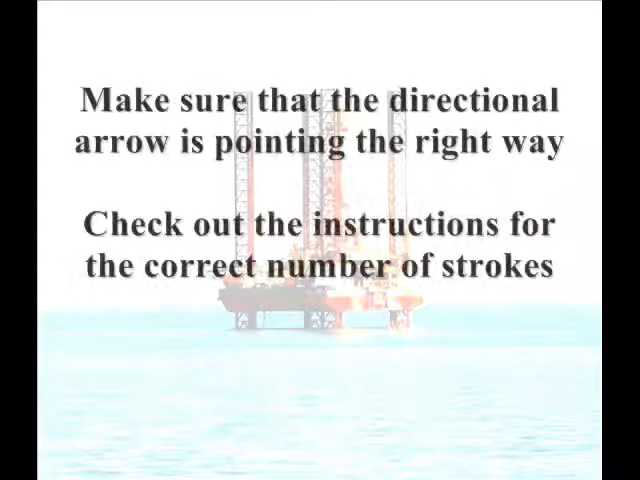 Make sure that the directional
arrow is pointing the right way
Check out the instructions for
the correct number of strokes